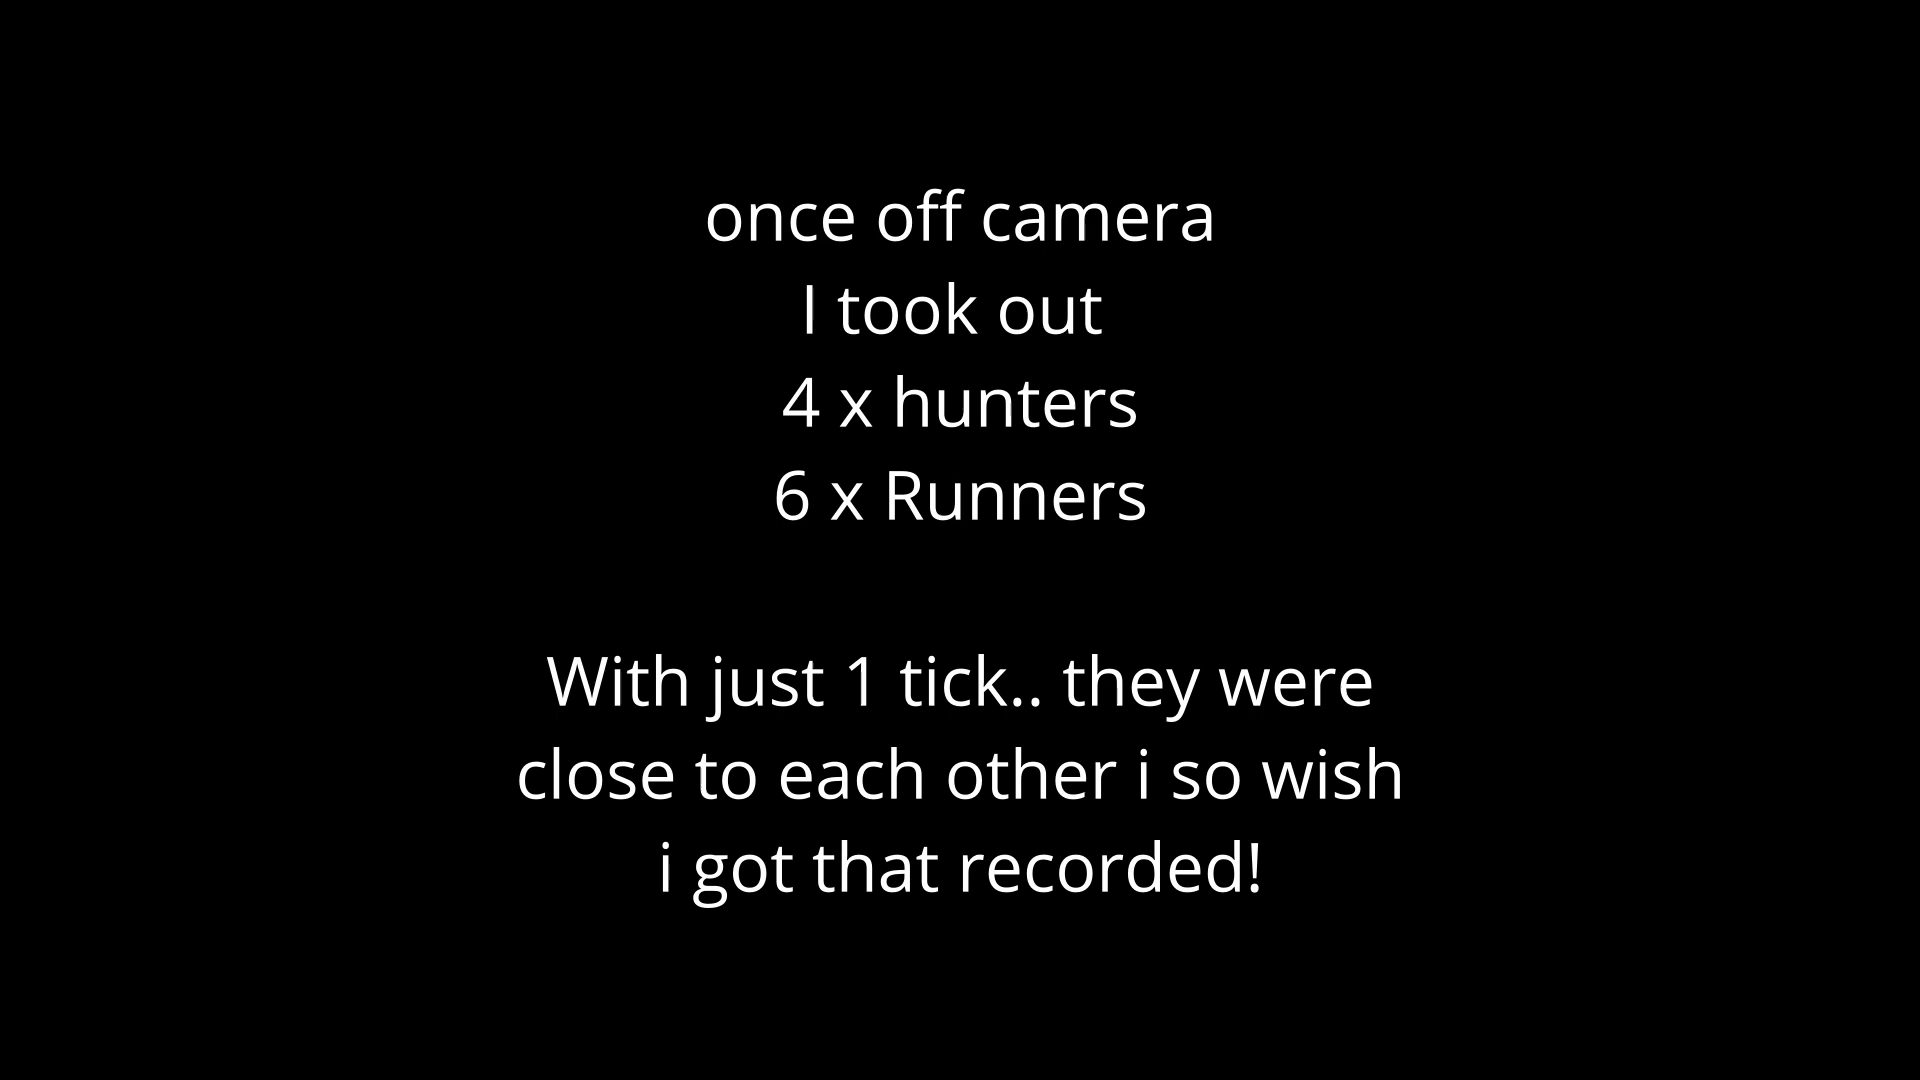 once off camera
I took out
4 x hunters
6 x Runners
With just 1 tick.. they were
close to each other i so wish
i got that recorded!